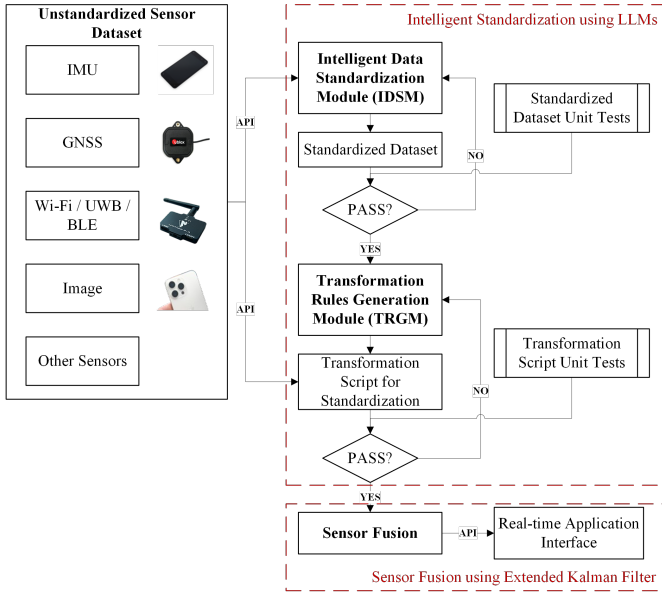 Unstandardized Sensor
Dataset
IMU
GNSS
Wi-Fi / UWB /
BLE
Image
Other Sensors
API
API
Intelligent Standardization using LLMs
Intelligent Data
Standardization
Module (IDSM)
Standardized Dataset
Standardized
Dataset Unit Tests
NO
PASS?
YES
Transformation
Rules Generation
Module (TRGM)
Transformation
Script for
Standardization
Transformation
Script Unit Tests
NO
PASS?
YES
Sensor Fusion
API
Real-time Application
Interface
Sensor Fusion using Extended Kalman Filter